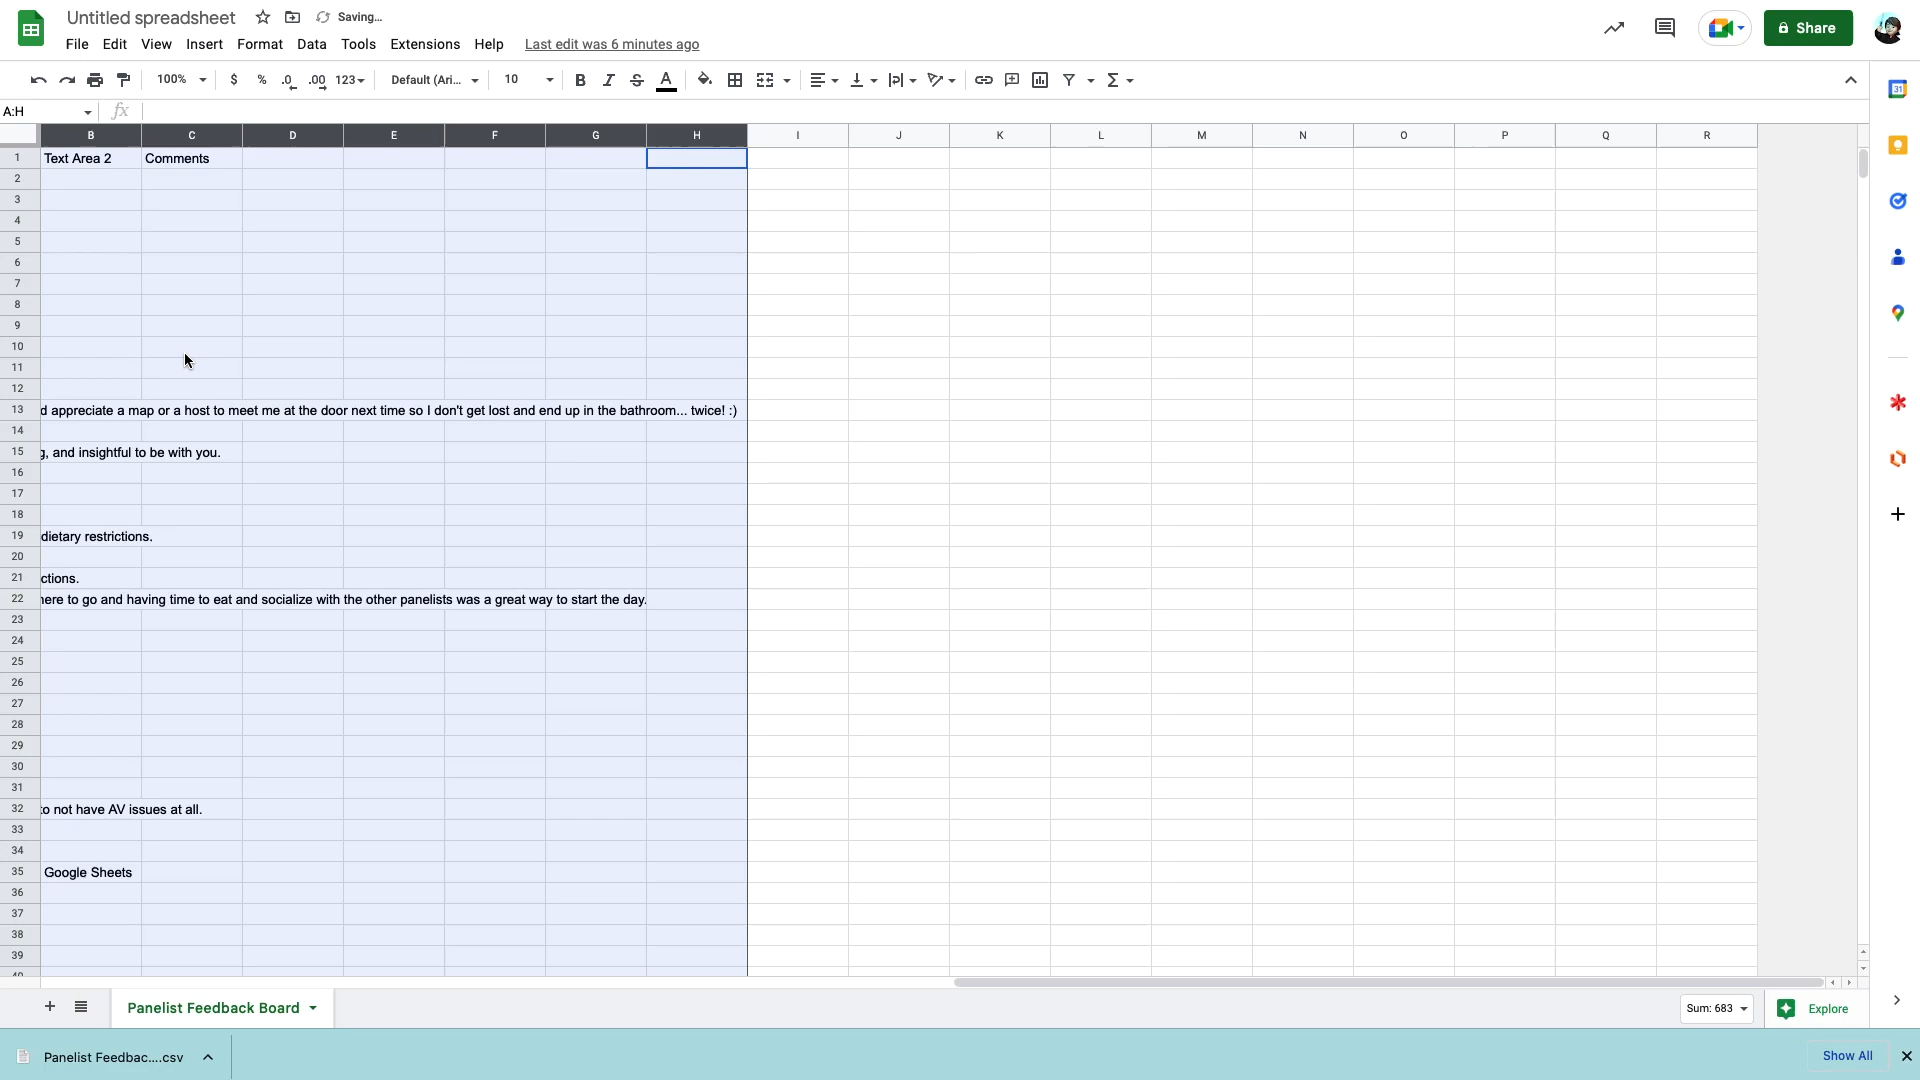 Untitled spreadsheet
Saving...
File Edit View Insert Format Data Tools Extensions Help Last edit was 6 minutes ago
Share
100% $ % .0 .00 123 Default (Ari... 10 B I S A
A:H fx
B C D E F G H I J K L M N O P Q R
1 Text Area 2 Comments
2
3
4
5
6
7
8
9
10
11
12
13 d appreciate a map or a host to meet me at the door next time so I don't get lost and end up in the bathroom... twice! :)
14
15 g, and insightful to be with you.
16
17
18
19 dietary restrictions.
20
21 ctions.
22 here to go and having time to eat and socialize with the other panelists was a great way to start the day.
23
24
25
26
27
28
29
30
31
32 to not have AV issues at all.
33
34
35 Google Sheets
36
37
38
39
40
31
Panelist Feedback Board
Sum: 683
Explore
Panelist Feedbac....csv
Show All